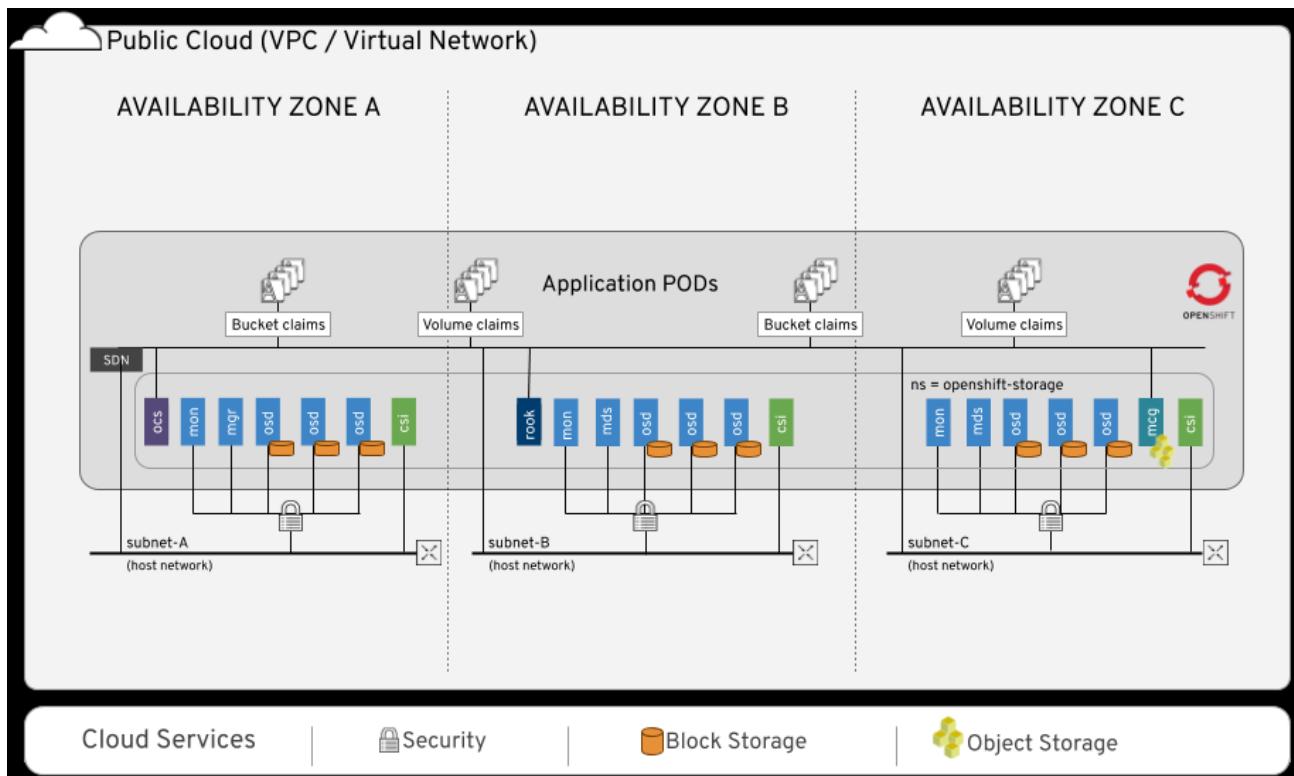 Public Cloud (VPC / Virtual Network)
AVAILABILITY ZONE A
AVAILABILITY ZONE B
AVAILABILITY ZONE C
Application PODs
OPENSHIFT
Bucket claims
Volume claims
Bucket claims
Volume claims
SDN
ns = openshift-storage
ocs
mon
mgr
osd
osd
osd
csi
rook
mon
mds
osd
osd
osd
csi
mon
mds
osd
osd
osd
mcg
csi
subnet-A
(host network)
subnet-B
(host network)
subnet-C
(host network)
Cloud Services
Security
Block Storage
Object Storage